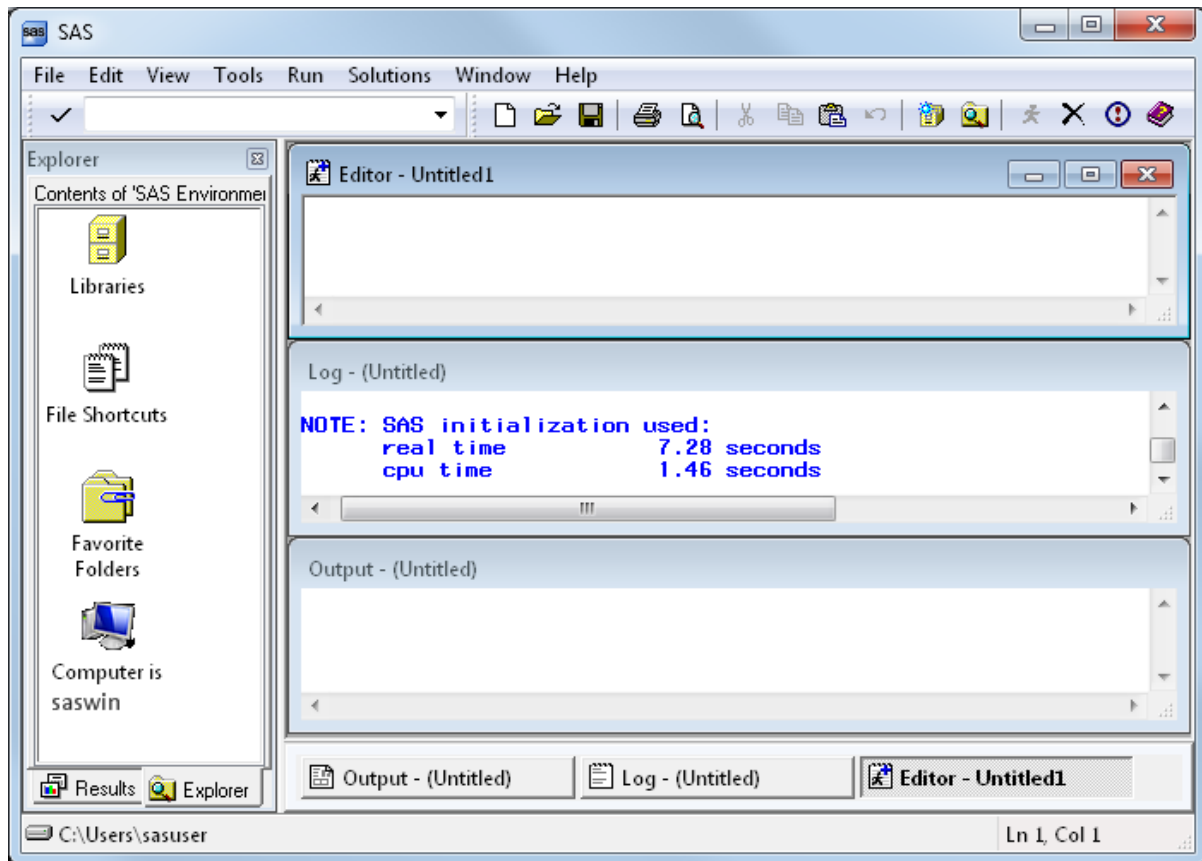 sas SAS
File Edit View Tools Run Solutions Window Help
Explorer
Contents of 'SAS Environmen
Libraries
File Shortcuts
Favorite
Folders
Computer is
saswin
Results Explorer
Editor - Untitled1
Log - (Untitled)
NOTE: SAS initialization used:
real time 7.28 seconds
cpu time 1.46 seconds
Output - (Untitled)
Output - (Untitled) Log - (Untitled) Editor - Untitled1
C:\Users\sasuser Ln 1, Col 1